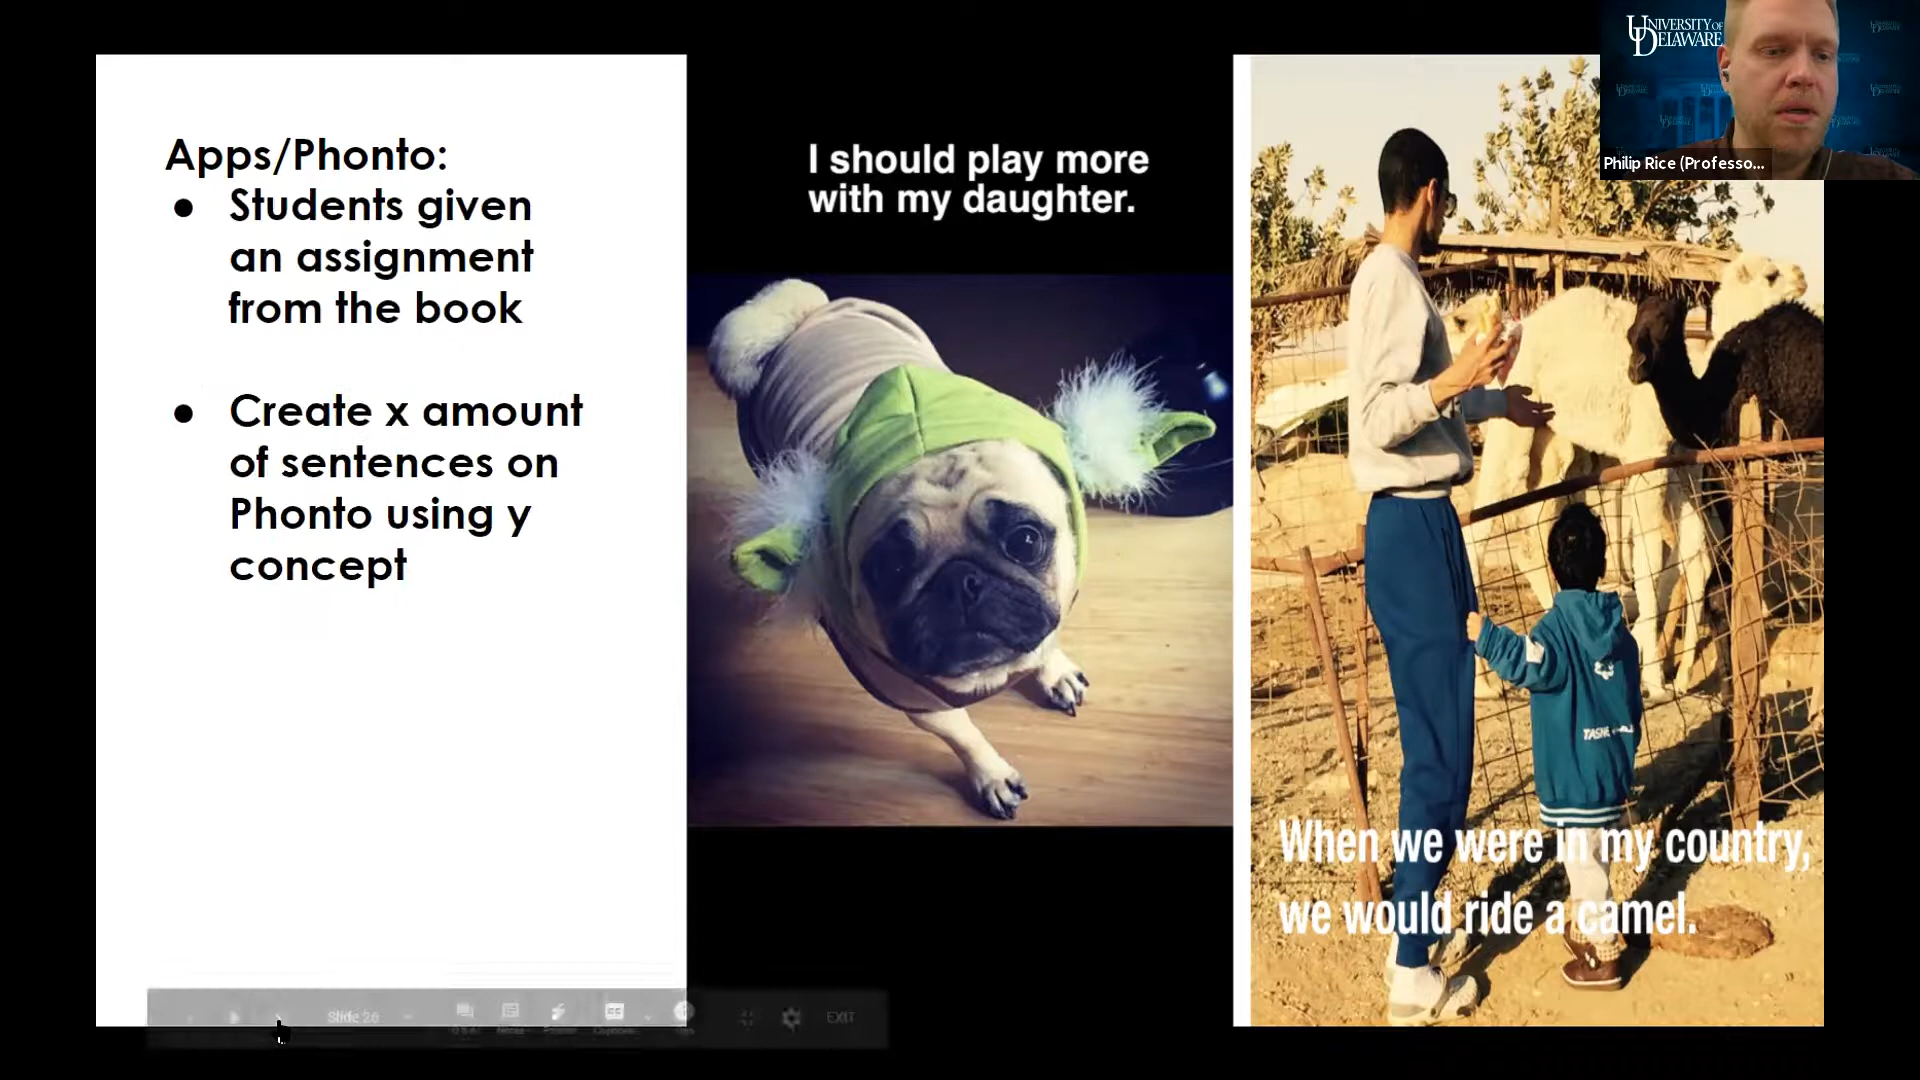 Apps/Phonto:
● Students given
an assignment
from the book
● Create x amount
of sentences on
Phonto using y
concept
I should play more
with my daughter.
When we were in my country,
we would ride a camel.
UNIVERSITY OF
DELAWARE
Philip Rice (Professo...
Slide 26
EXIT